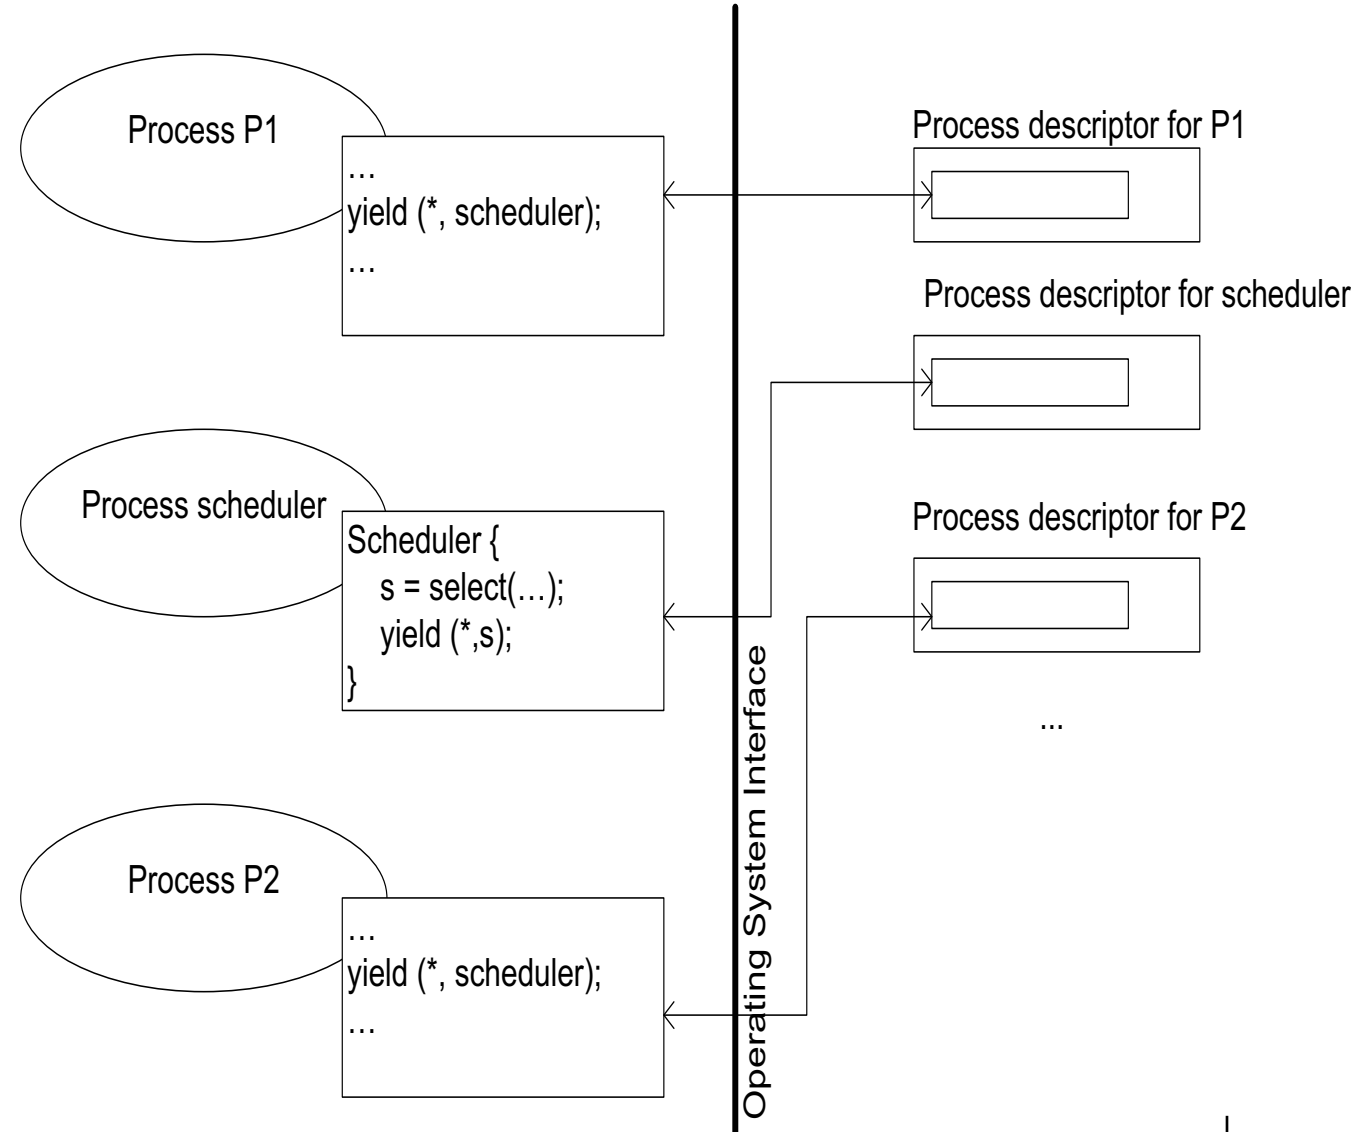 Process P1
…
yield (*, scheduler);
…
Process descriptor for P1
Process descriptor for scheduler
Process scheduler
Scheduler {
s = select(…);
yield (*,s);
}
Process descriptor for P2
...
Operating System Interface
Process P2
…
yield (*, scheduler);
…